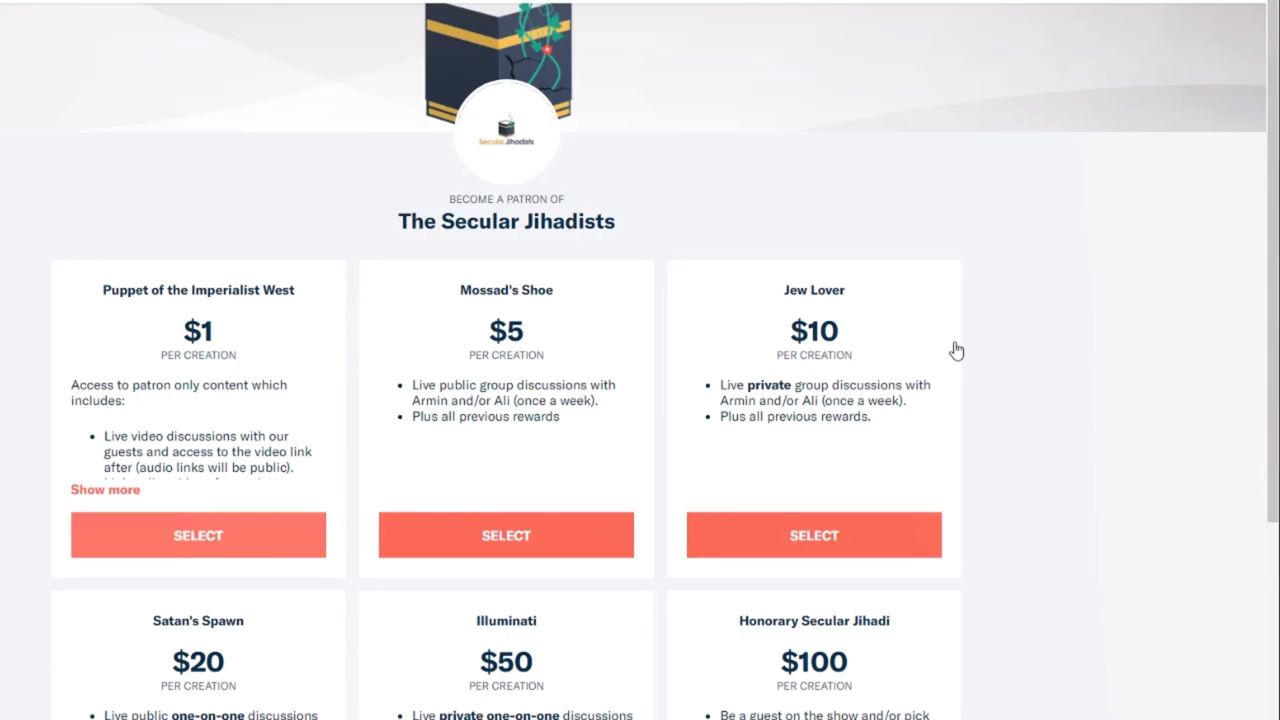 Secular Jihadists
BECOME A PATRON OF
The Secular Jihadists
Puppet of the Imperialist West
$1
PER CREATION
Access to patron only content which
includes:
• Live video discussions with our
guests and access to the video link
after (audio links will be public).
Show more
SELECT
Mossad's Shoe
$5
PER CREATION
• Live public group discussions with
Armin and/or Ali (once a week).
• Plus all previous rewards
SELECT
Jew Lover
$10
PER CREATION
• Live private group discussions with
Armin and/or Ali (once a week).
• Plus all previous rewards.
SELECT
Satan's Spawn
$20
PER CREATION
• Live public one-on-one discussions
Illuminati
$50
PER CREATION
• Live private one-on-one discussions
Honorary Secular Jihadi
$100
PER CREATION
• Be a guest on the show and/or pick